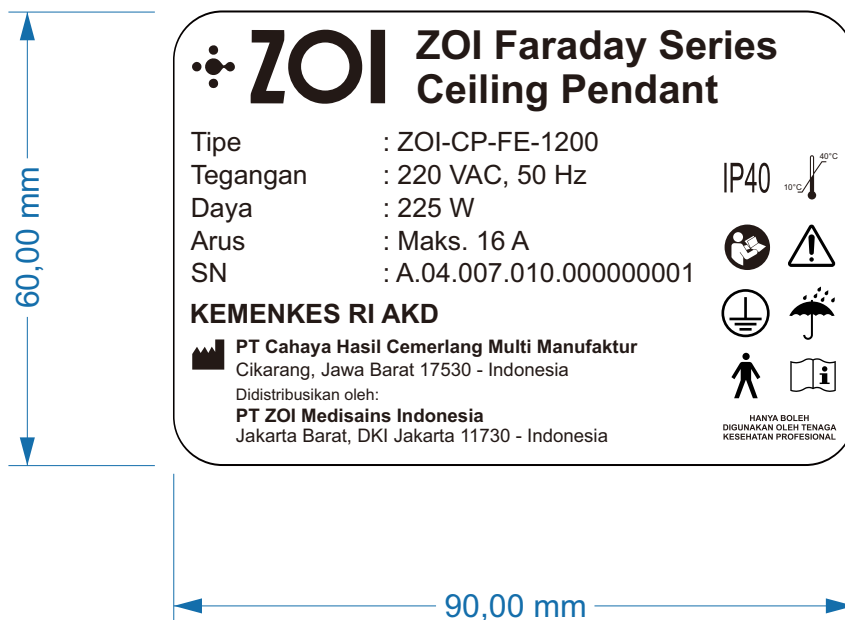 ZOI
ZOI Faraday Series
Ceiling Pendant
Tipe : ZOI-CP-FE-1200
Tegangan : 220 VAC, 50 Hz
Daya : 225 W
Arus : Maks. 16 A
SN : A.04.007.010.000000001
IP40
40°C
10°C
KEMENKES RI AKD
PT Cahaya Hasil Cemerlang Multi Manufaktur
Cikarang, Jawa Barat 17530 - Indonesia
Didistribusikan oleh:
PT ZOI Medisains Indonesia
Jakarta Barat, DKI Jakarta 11730 - Indonesia
HANYA BOLEH
DIGUNAKAN OLEH TENAGA
KESEHATAN PROFESIONAL
60,00 mm
90,00 mm